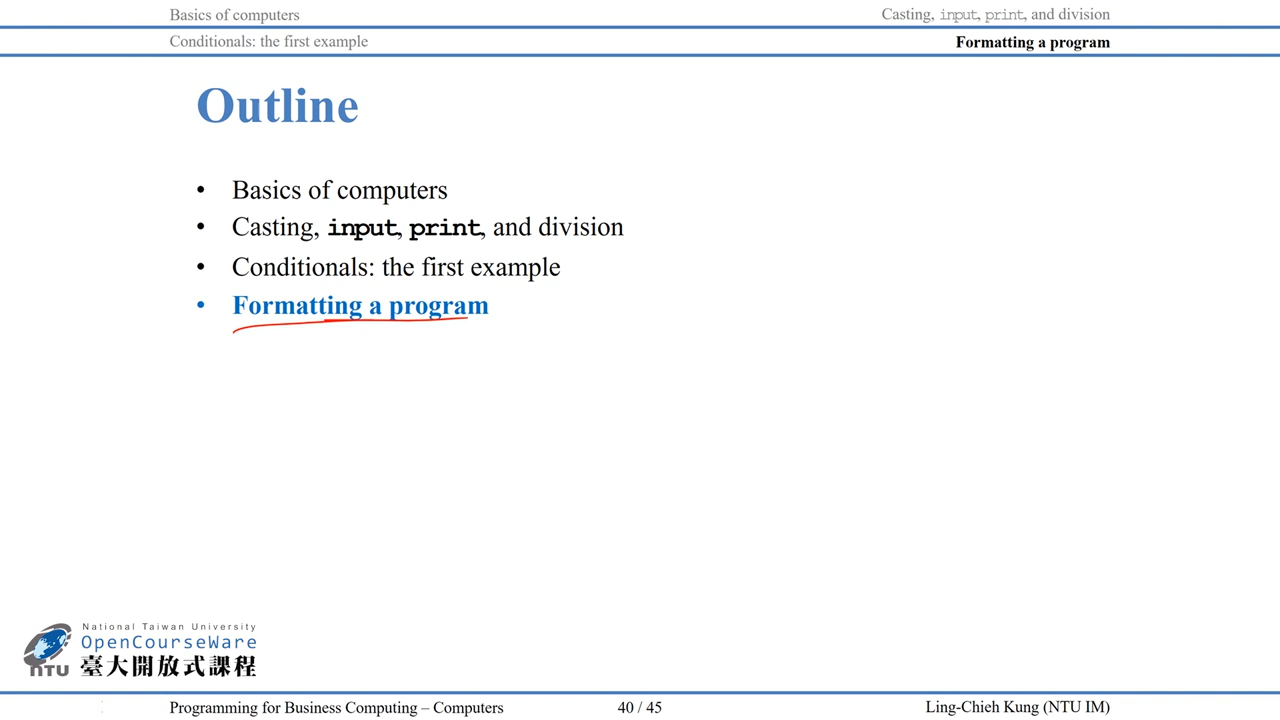 Basics of computers
Casting, input, print, and division
Conditionals: the first example
Formatting a program
Outline
• Basics of computers
• Casting, input, print, and division
• Conditionals: the first example
• Formatting a program
National Taiwan University
OpenCourseWare
NTU 臺大開放式課程
Programming for Business Computing – Computers
40 / 45
Ling-Chieh Kung (NTU IM)